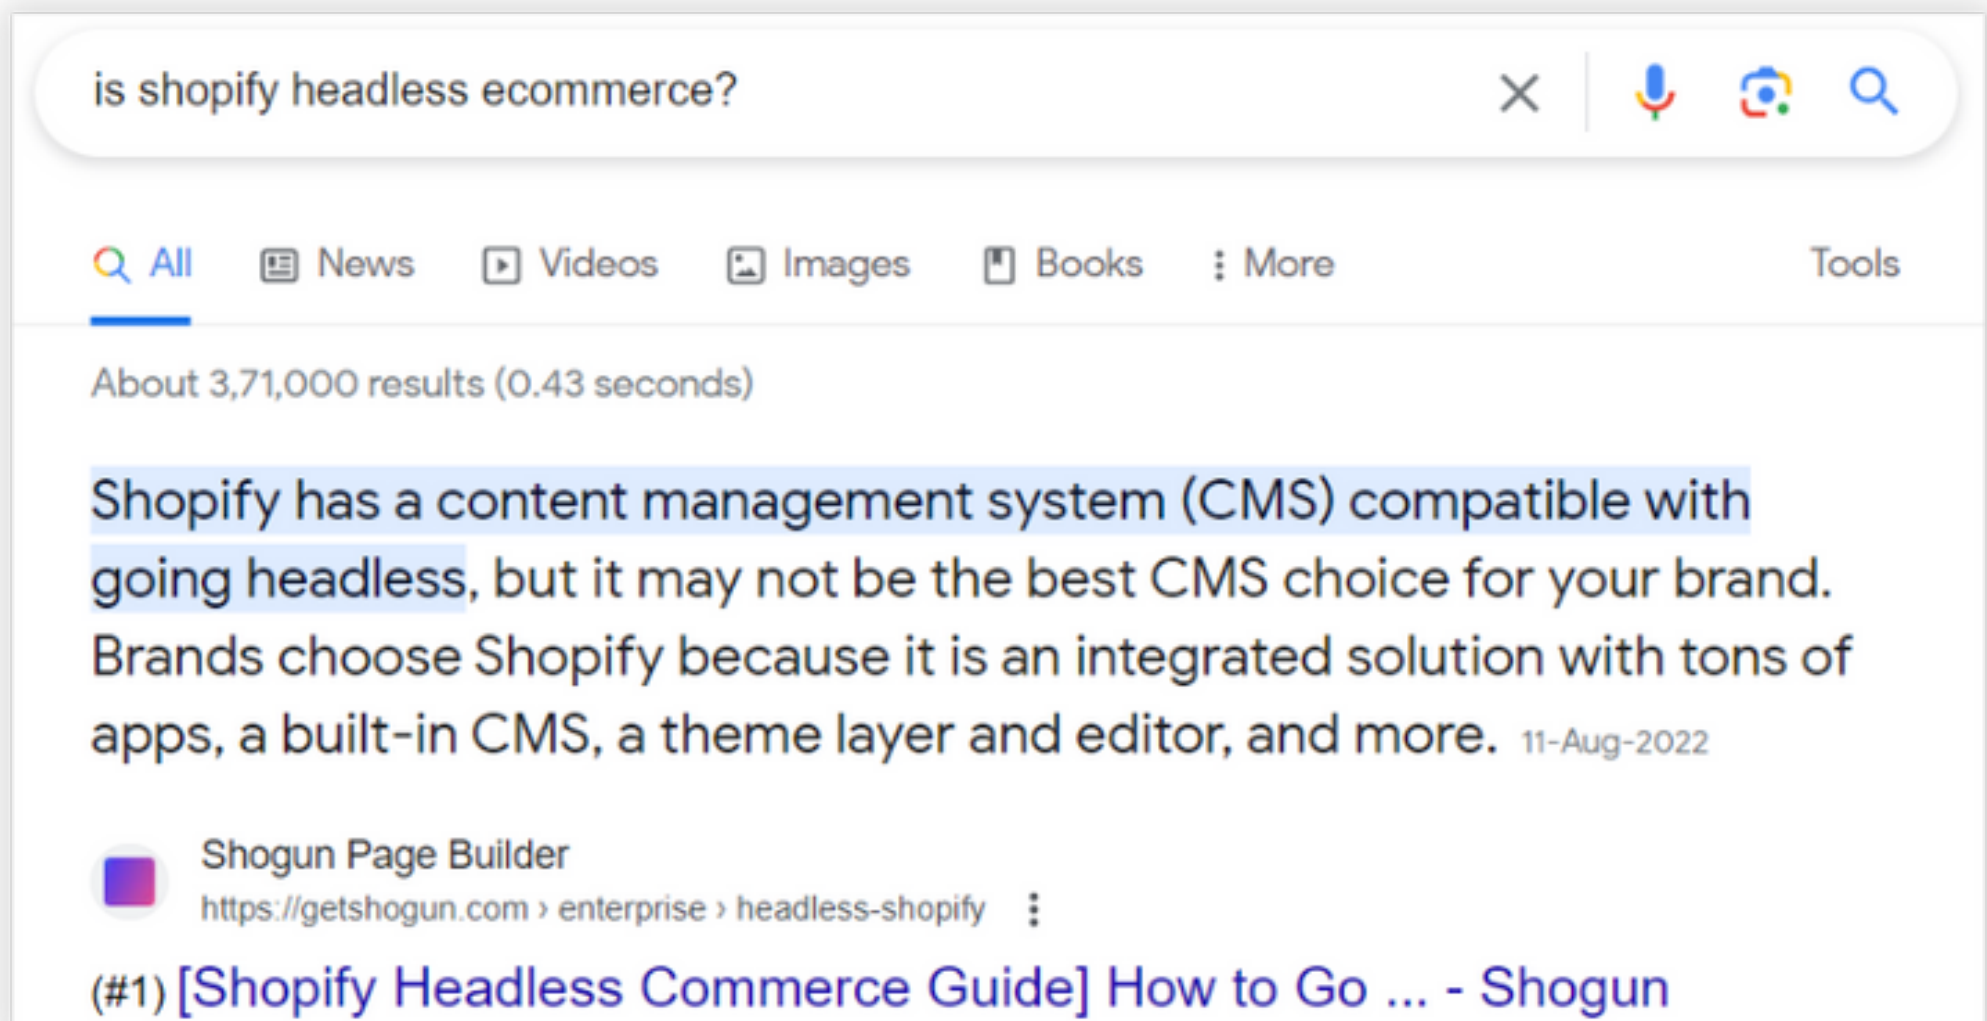 is shopify headless ecommerce?
All News Videos Images Books More Tools
About 3,71,000 results (0.43 seconds)
Shopify has a content management system (CMS) compatible with
going headless, but it may not be the best CMS choice for your brand.
Brands choose Shopify because it is an integrated solution with tons of
apps, a built-in CMS, a theme layer and editor, and more. 11-Aug-2022
Shogun Page Builder
https://getshogun.com › enterprise › headless-shopify
(#1) [Shopify Headless Commerce Guide] How to Go ... - Shogun